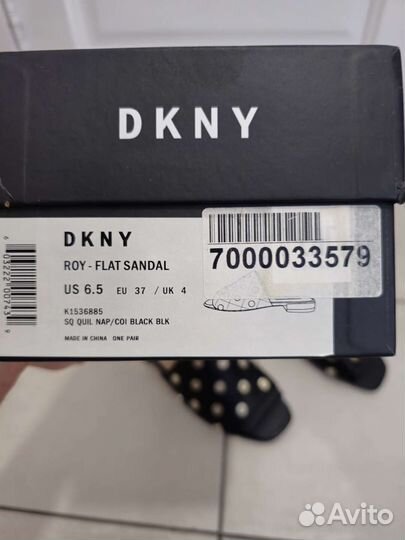 DKNY
DKNY
ROY - FLAT SANDAL
US 6.5 EU 37 / UK 4
K1536885
SQ QUIL NAP/COI BLACK BLK
MADE IN CHINA ONE PAIR
7000033579
Avito